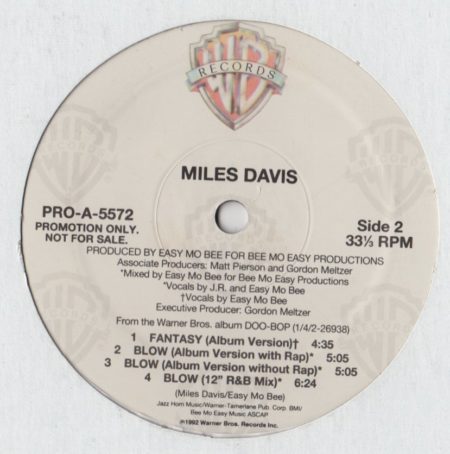 WB
RECORDS
MILES DAVIS
PRO-A-5572
PROMOTION ONLY.
NOT FOR SALE.
Side 2
33⅓ RPM
PRODUCED BY EASY MO BEE FOR BEE MO EASY PRODUCTIONS
Associate Producers: Matt Pierson and Gordon Meltzer
*Mixed by Easy Mo Bee for Bee Mo Easy Productions
*Vocals by J.R. and Easy Mo Bee
†Vocals by Easy Mo Bee
Executive Producer: Gordon Meltzer
From the Warner Bros. album DOO-BOP (1/4/2-26938)
1 FANTASY (Album Version)† 4:35
2 BLOW (Album Version with Rap)* 5:05
3 BLOW (Album Version without Rap)* 5:05
4 BLOW (12" R&B Mix)* 6:24
(Miles Davis/Easy Mo Bee)
Jazz Horn Music/Warner-Tamerlane Pub. Corp. BMI/
Bee Mo Easy Music ASCAP
℗1992 Warner Bros. Records Inc.